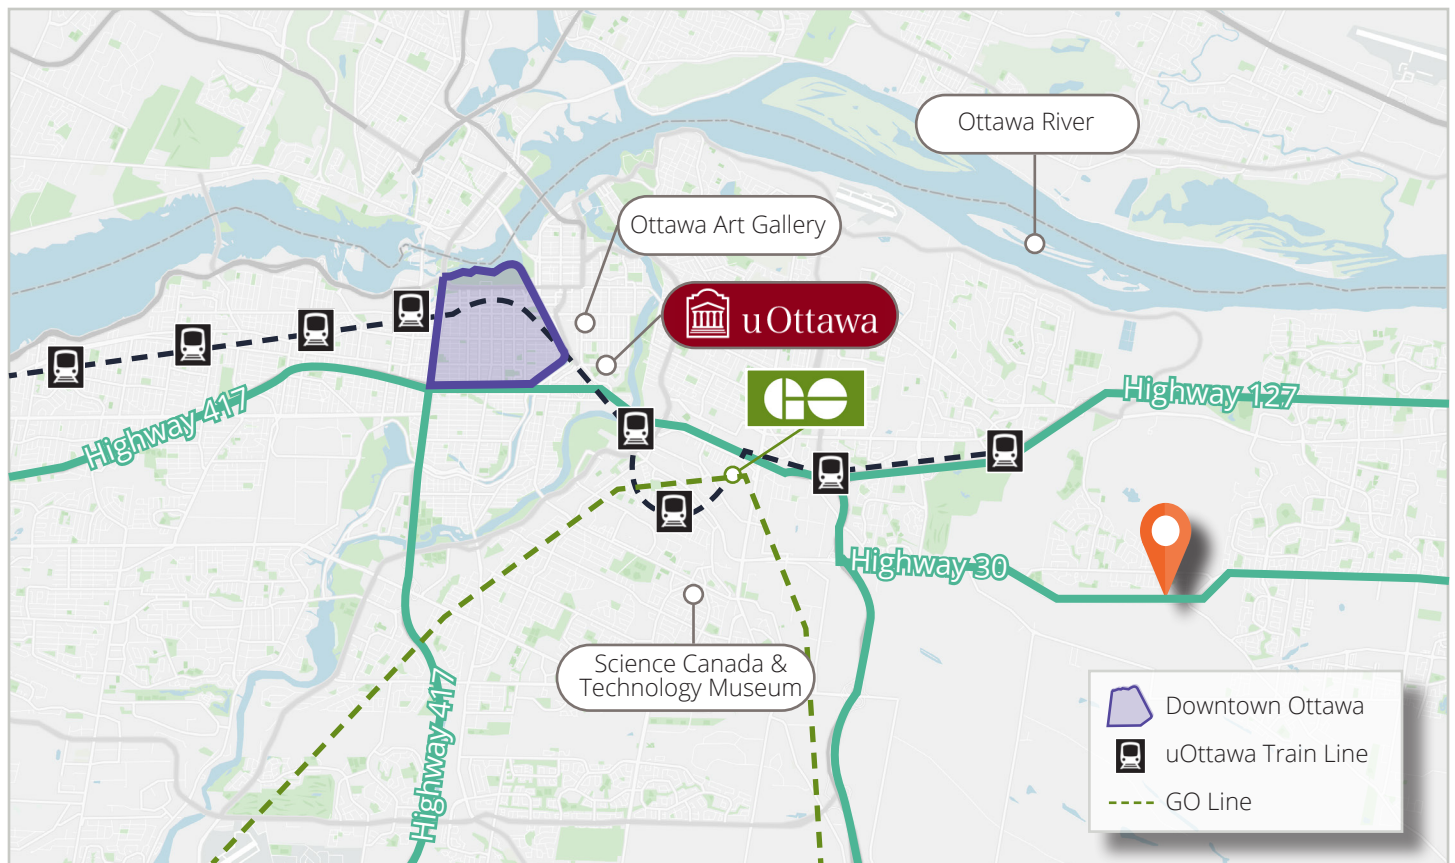 Ottawa River
Ottawa Art Gallery
uOttawa
GO
Highway 127
Highway 417
Highway 30
Science Canada &
Technology Museum
Highway 417
Downtown Ottawa
uOttawa Train Line
GO Line